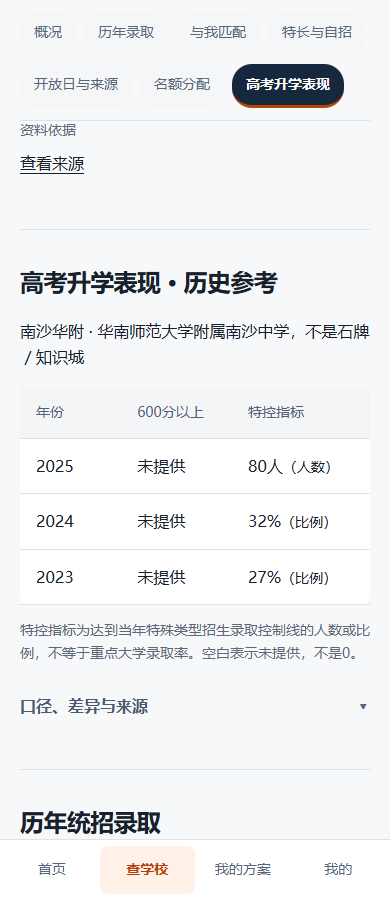 概况 历年录取 与我匹配 特长与自招
开放日与来源 名额分配 高考升学表现
资料依据
查看来源
高考升学表现・历史参考
南沙华附 · 华南师范大学附属南沙中学，不是石牌
/ 知识城
年份 600分以上 特控指标
2025 未提供 80人（人数）
2024 未提供 32%（比例）
2023 未提供 27%（比例）
特控指标为达到当年特殊类型招生录取控制线的人数或比
例，不等于重点大学录取率。空白表示未提供，不是0。
口径、差异与来源
历年统招录取
首页 查学校 我的方案 我的